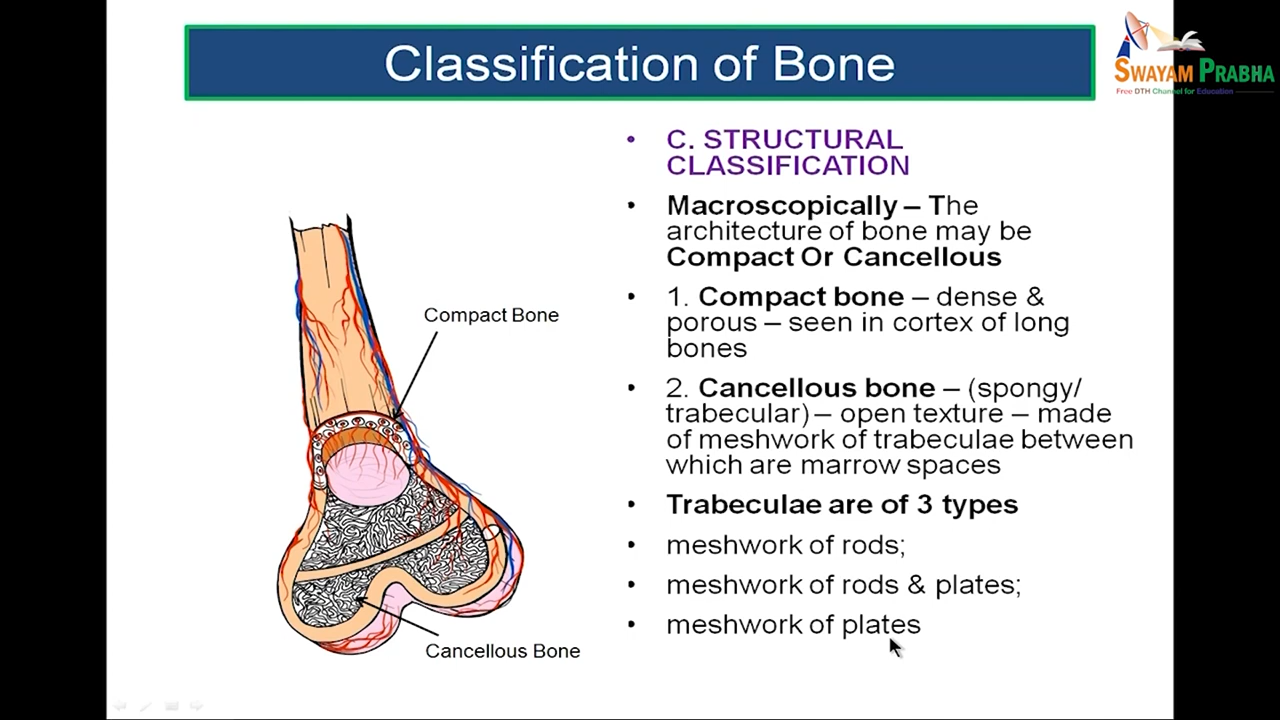 Classification of Bone
SWAYAM PRABHA
Free DTH Channel for Education
• C. STRUCTURAL
CLASSIFICATION
• Macroscopically – The
architecture of bone may be
Compact Or Cancellous
• 1. Compact bone – dense &
porous – seen in cortex of long
bones
• 2. Cancellous bone – (spongy/
trabecular) – open texture – made
of meshwork of trabeculae between
which are marrow spaces
• Trabeculae are of 3 types
• meshwork of rods;
• meshwork of rods & plates;
• meshwork of plates
Compact Bone
Cancellous Bone